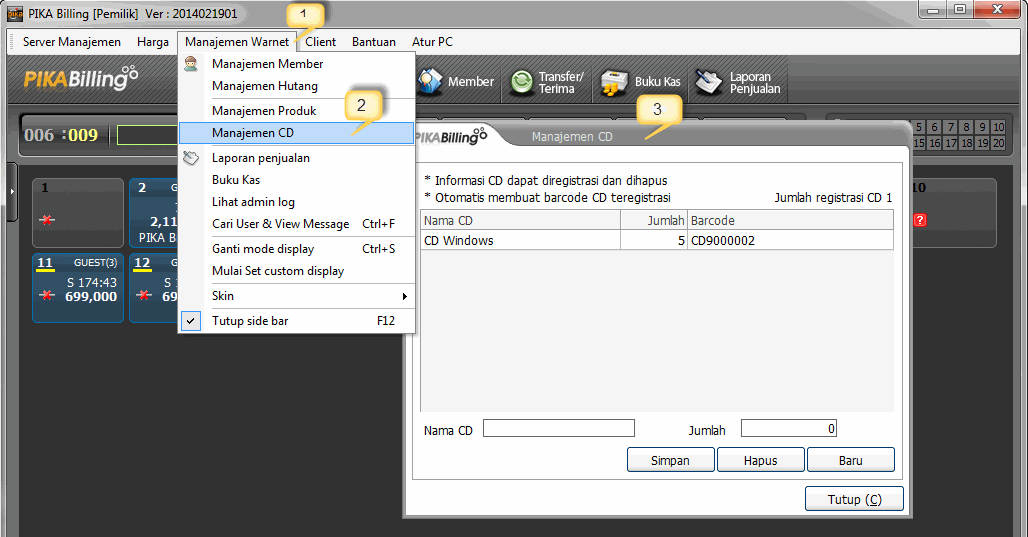 PIKA Billing [Pemilik] Ver : 2014021901
1
Server Manajemen Harga Manajemen Warnet Client Bantuan Atur PC
PIKABilling
Member
Transfer/
Terima
Buku Kas
Laporan
Penjualan
Manajemen Member
Manajemen Hutang
Manajemen Produk
Manajemen CD
2
Laporan penjualan
Buku Kas
Lihat admin log
Cari User & View Message Ctrl+F
Ganti mode display Ctrl+S
Mulai Set custom display
Skin
Tutup side bar F12
006 :009
5 6 7 8 9 10
15 16 17 18 19 20
1
2
2,11
PIKA B
10
?
11 GUEST(3)
S 174:43
699,000
12 G
S 17
699
PIKABilling
Manajemen CD
3
* Informasi CD dapat diregistrasi dan dihapus
* Otomatis membuat barcode CD teregistrasi Jumlah registrasi CD 1
Nama CD Jumlah Barcode
CD Windows 5 CD9000002
Nama CD Jumlah 0
Simpan Hapus Baru
Tutup (C)